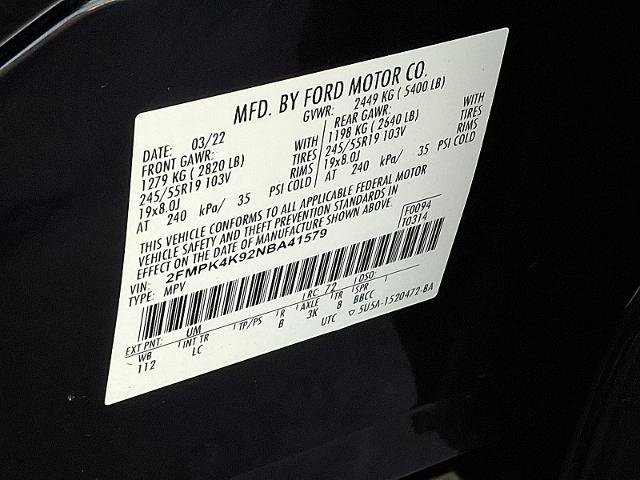 MFD. BY FORD MOTOR CO.
DATE: 03/22 GVWR: 2449 KG ( 5400 LB)
FRONT GAWR: WITH REAR GAWR: WITH
1279 KG ( 2820 LB) TIRES 1198 KG ( 2640 LB) TIRES
245/55R19 103V RIMS 245/55R19 103V RIMS
19x8.0J 19x8.0J
AT 240 kPa/ 35 PSI COLD AT 240 kPa/ 35 PSI COLD
THIS VEHICLE CONFORMS TO ALL APPLICABLE FEDERAL MOTOR
VEHICLE SAFETY AND THEFT PREVENTION STANDARDS IN
EFFECT ON THE DATE OF MANUFACTURE SHOWN ABOVE.
F0094
T0314
VIN: 2FMPK4K92NBA41579
TYPE: MPV
EXT PNT: UM RC 72 DSO
WB INT TR TP/PS R AXLE TR SPR
112 LC B 3K B BBCC
UTC 5U5A-1520472-BA